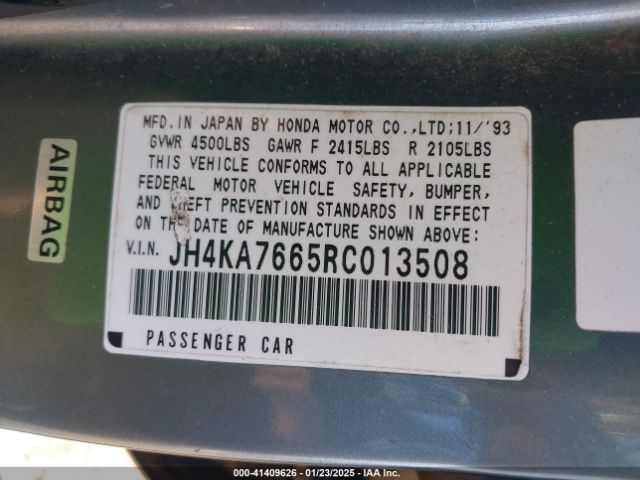 AIRBAG
MFD. IN JAPAN BY HONDA MOTOR CO.,LTD;11/'93
GVWR 4500LBS GAWR F 2415LBS R 2105LBS
THIS VEHICLE CONFORMS TO ALL APPLICABLE
FEDERAL MOTOR VEHICLE SAFETY, BUMPER,
AND THEFT PREVENTION STANDARDS IN EFFECT
ON THE DATE OF MANUFACTURE SHOWN ABOVE:
V.I.N. JH4KA7665RC013508
PASSENGER CAR
000-41409626 - 01/23/2025 - IAA Inc.